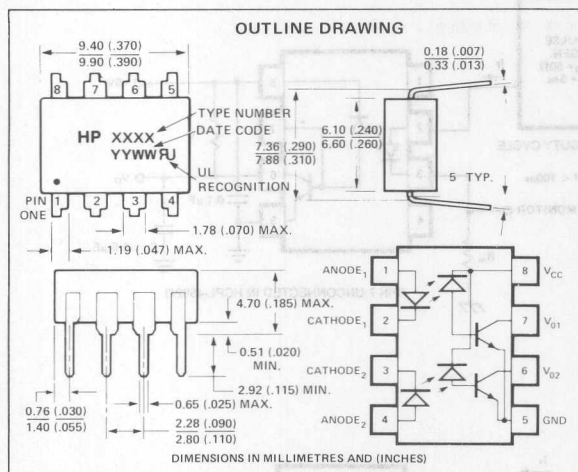 OUTLINE DRAWING
9.40 (.370)
9.90 (.390)
8 7 6 5
HP XXXX
YYWW
TYPE NUMBER
DATE CODE
UL
RECOGNITION
PIN
ONE
1 2 3 4
1.78 (.070) MAX.
1.19 (.047) MAX.
0.18 (.007)
0.33 (.013)
7.36 (.290)
7.88 (.310)
6.10 (.240)
6.60 (.260)
5 TYP.
4.70 (.185) MAX.
0.51 (.020)
MIN.
2.92 (.115) MIN.
0.76 (.030)
1.40 (.055)
0.65 (.025) MAX.
2.28 (.090)
2.80 (.110)
ANODE1 1 8 VCC
CATHODE1 2 7 V01
CATHODE2 3 6 V02
ANODE2 4 5 GND
DIMENSIONS IN MILLIMETRES AND (INCHES)